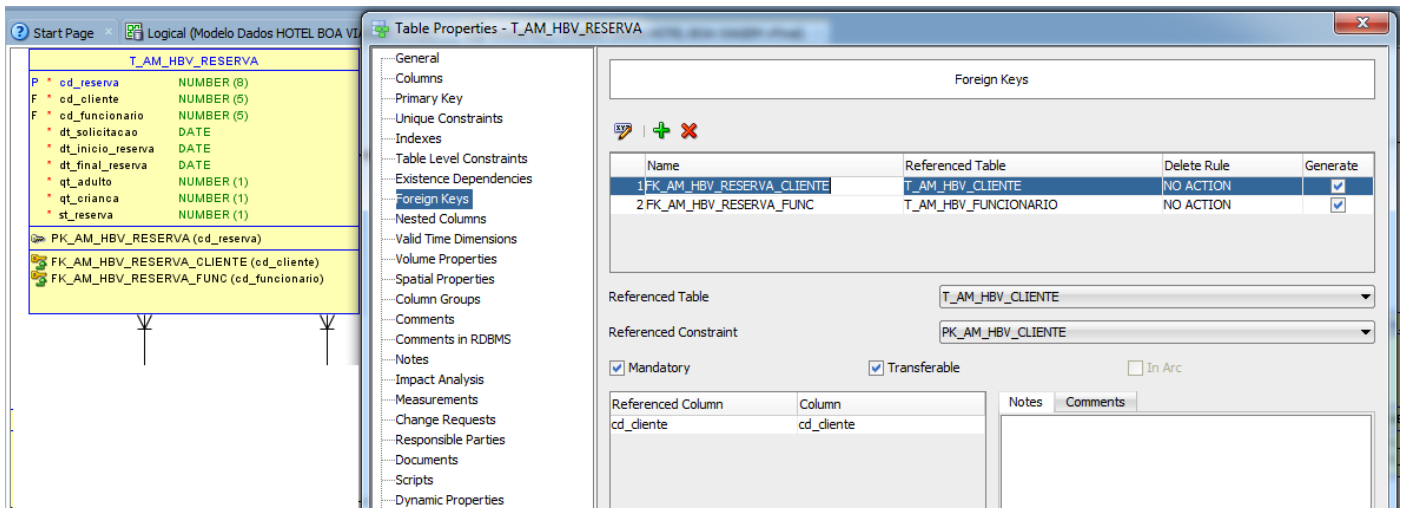 Start Page
Logical (Modelo Dados HOTEL BOA VIA
T_AM_HBV_RESERVA
P * cd_reserva NUMBER (8)
F * cd_cliente NUMBER (5)
F * cd_funcionario NUMBER (5)
* dt_solicitacao DATE
* dt_inicio_reserva DATE
* dt_final_reserva DATE
* qt_adulto NUMBER (1)
* qt_crianca NUMBER (1)
* st_reserva NUMBER (1)
PK_AM_HBV_RESERVA (cd_reserva)
FK_AM_HBV_RESERVA_CLIENTE (cd_cliente)
FK_AM_HBV_RESERVA_FUNC (cd_funcionario)
Table Properties - T_AM_HBV_RESERVA
General
Columns
Primary Key
Unique Constraints
Indexes
Table Level Constraints
Existence Dependencies
Foreign Keys
Nested Columns
Valid Time Dimensions
Volume Properties
Spatial Properties
Column Groups
Comments
Comments in RDBMS
Notes
Impact Analysis
Measurements
Change Requests
Responsible Parties
Documents
Scripts
Dynamic Properties
Foreign Keys
Name Referenced Table Delete Rule Generate
1 FK_AM_HBV_RESERVA_CLIENTE T_AM_HBV_CLIENTE NO ACTION
2 FK_AM_HBV_RESERVA_FUNC T_AM_HBV_FUNCIONARIO NO ACTION
Referenced Table T_AM_HBV_CLIENTE
Referenced Constraint PK_AM_HBV_CLIENTE
Mandatory Transferable In Arc
Referenced Column Column
cd_cliente cd_cliente
Notes Comments